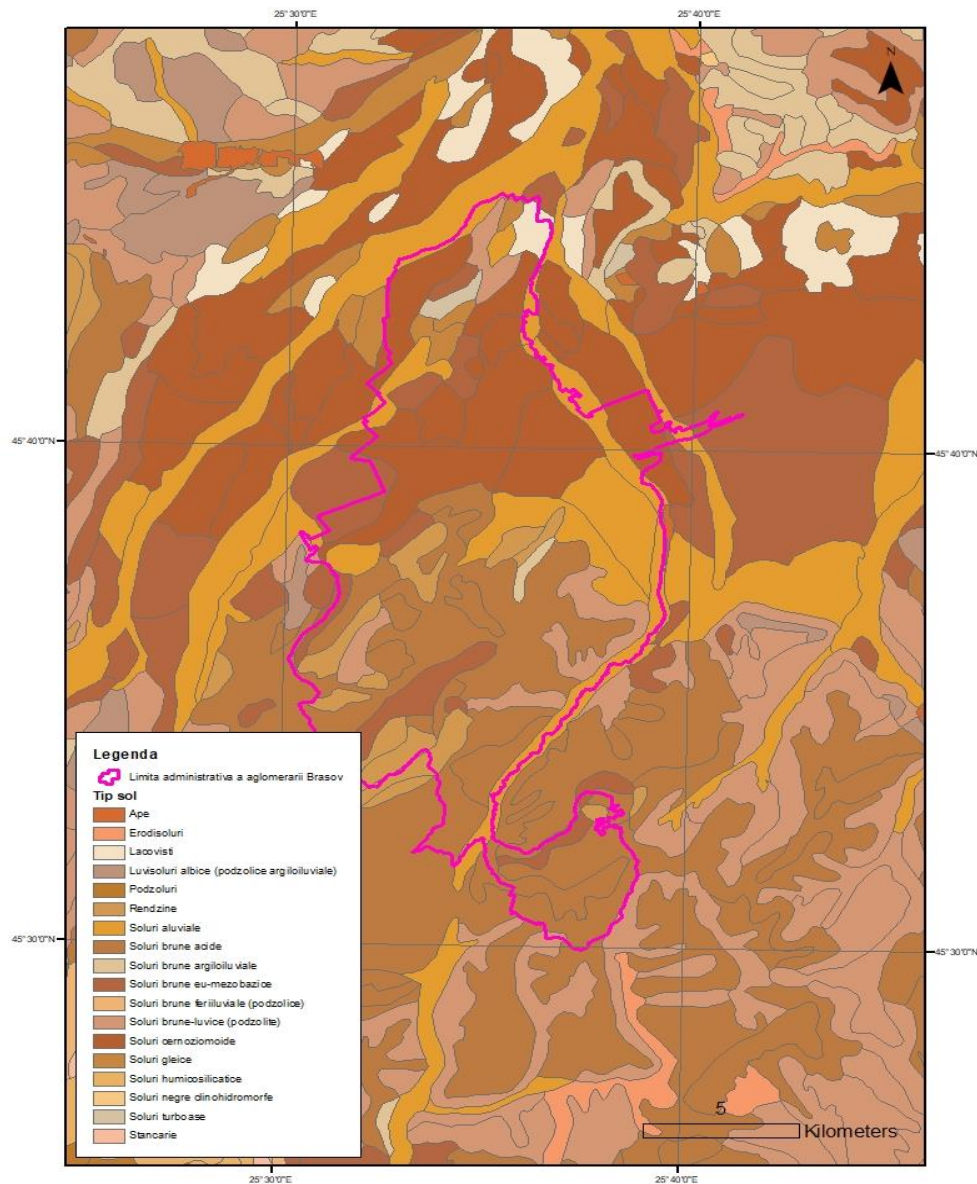 25°30'0"E
25°40'0"E
N
45°40'0"N
45°40'0"N
Legenda
Limita administrativa a aglomerarii Brasov
Tip sol
Ape
Erodisoluri
Lacovisti
Luvisoluri albice (podzolice argiloiluviale)
Podzoluri
Rendzine
Soluri aluviale
Soluri brune acide
Soluri brune argiloiluviale
Soluri brune eu-mezobazice
Soluri brune feriiluviale (podzolice)
Soluri brune-luvice (podzolite)
Soluri cernoziomoide
Soluri gleice
Soluri humicosilicatice
Soluri negre clinohidromorfe
Soluri turboase
Stancarie
45°30'0"N
45°30'0"N
5
Kilometers
25°30'0"E
25°40'0"E